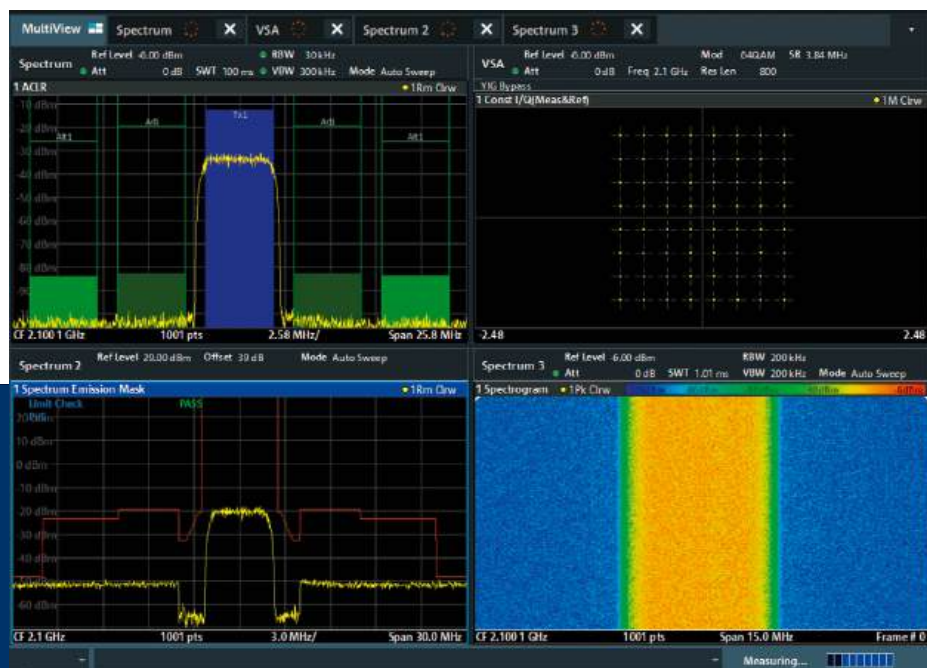 MultiView Spectrum X VSA X Spectrum 2 X Spectrum 3 X
Spectrum
Ref Level -6.00 dBm RBW 30 kHz
Att 0 dB SWT 100 ms VBW 300 kHz Mode Auto Sweep
1 ACLR 1Rm Clrw
-10 dBm
-20 dBm
-30 dBm
-40 dBm
-50 dBm
-60 dBm
-70 dBm
-80 dBm
-90
Alt1 Adj Tx1 Adj Alt1
CF 2.100 1 GHz 1001 pts 2.58 MHz/ Span 25.8 MHz
VSA
Ref Level -6.00 dBm Mod 64QAM SR 3.84 MHz
Att 0 dB Freq 2.1 GHz Res Len 800
YIG Bypass
1 Const I/Q(Meas&Ref) 1M Clrw
-2.48 2.48
Spectrum 2
Ref Level 20.00 dBm Offset 39 dB Mode Auto Sweep
1 Spectrum Emission Mask 1Rm Clrw
Limit Check PASS
20 dBm
10 dBm
0 dBm
-10 dBm
-20 dBm
-30 dBm
-40 dBm
-60 dBm
CF 2.1 GHz 1001 pts 3.0 MHz/ Span 30.0 MHz
Spectrum 3
Ref Level -6.00 dBm RBW 200 kHz
Att 0 dB SWT 1.01 ms VBW 200 kHz Mode Auto Sweep
1 Spectrogram 1Pk Clrw
CF 2.100 1 GHz 1001 pts Span 15.0 MHz Frame # 0
Measuring...